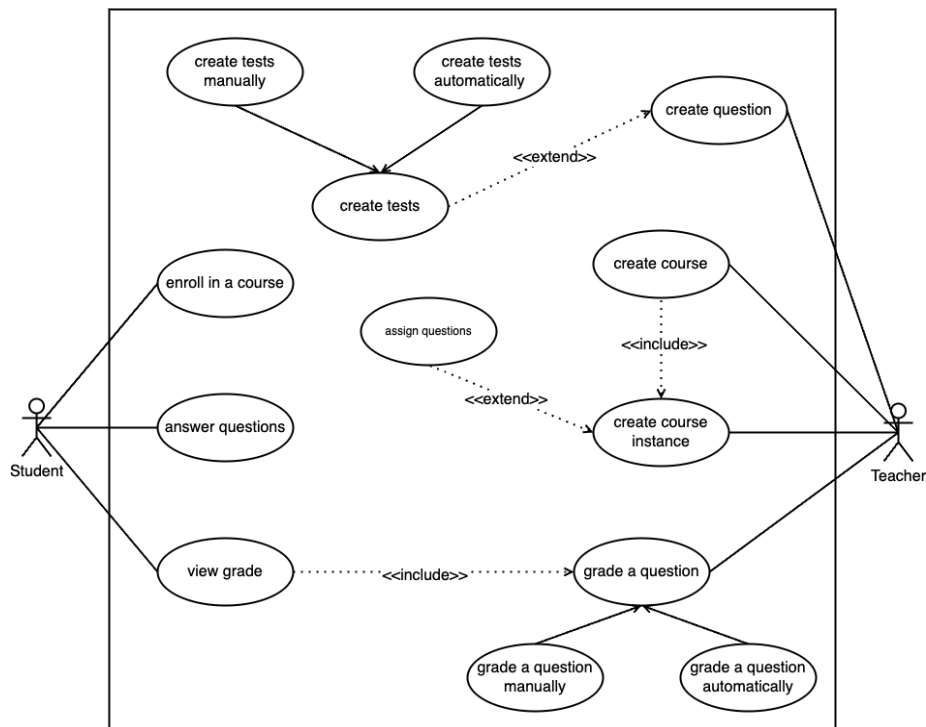 create tests
manually
create tests
automatically
create question
<<extend>>
create tests
enroll in a course
create course
assign questions
<<include>>
<<extend>>
answer questions
create course
instance
Student
Teacher
view grade
<<include>>
grade a question
grade a question
manually
grade a question
automatically